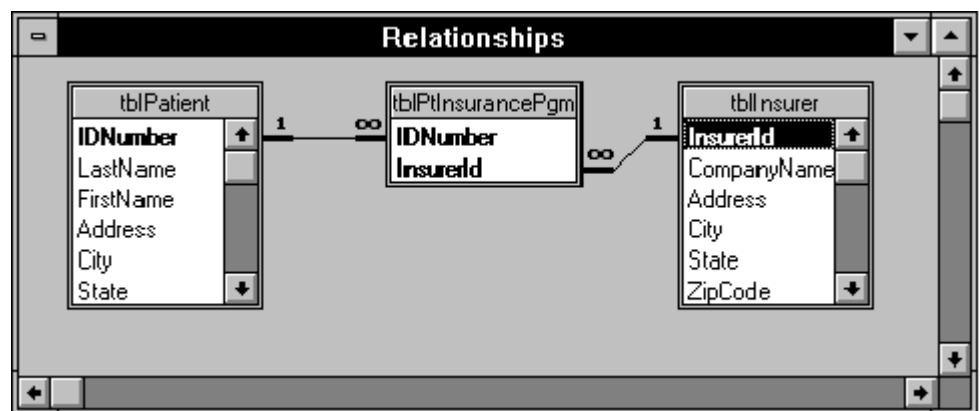 Relationships
tblPatient
IDNumber
LastName
FirstName
Address
City
State
1
∞
tblPtInsurancePgm
IDNumber
InsurerId
∞
1
tblInsurer
InsurerId
CompanyName
Address
City
State
ZipCode